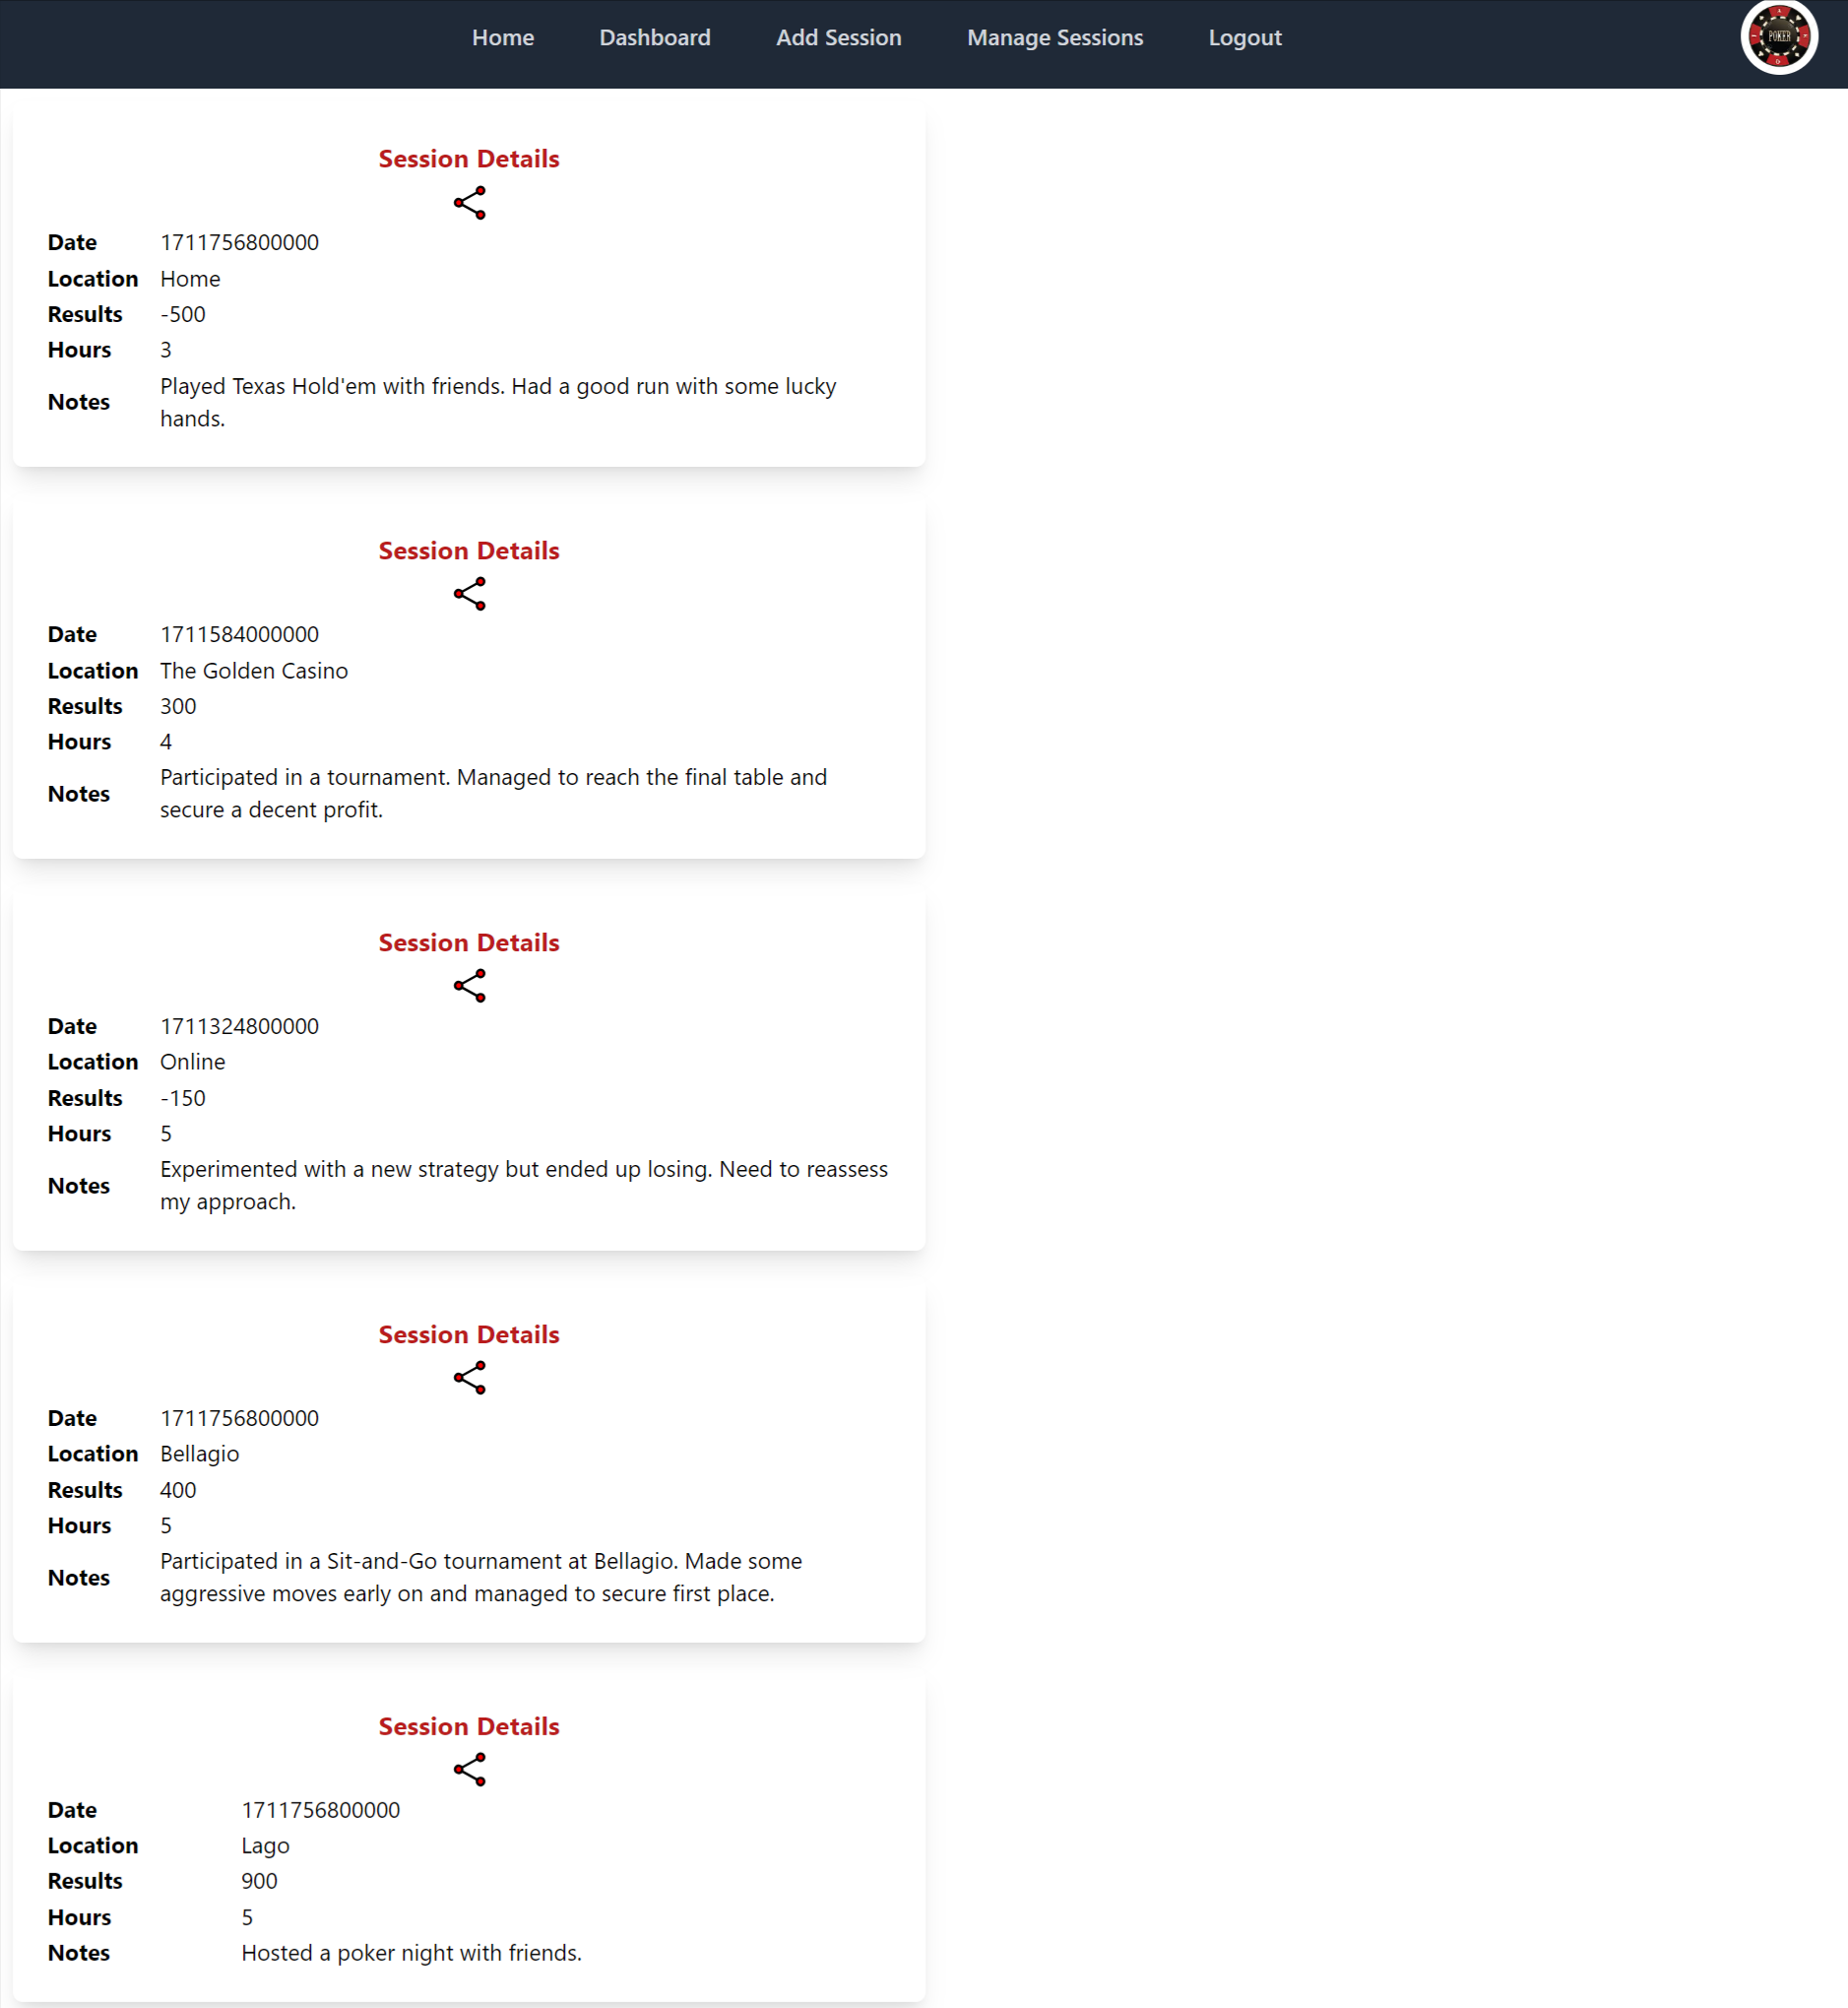 Home Dashboard Add Session Manage Sessions Logout
POKER
Session Details
Date 1711756800000
Location Home
Results -500
Hours 3
Notes Played Texas Hold'em with friends. Had a good run with some lucky
hands.
Session Details
Date 1711584000000
Location The Golden Casino
Results 300
Hours 4
Notes Participated in a tournament. Managed to reach the final table and
secure a decent profit.
Session Details
Date 1711324800000
Location Online
Results -150
Hours 5
Notes Experimented with a new strategy but ended up losing. Need to reassess
my approach.
Session Details
Date 1711756800000
Location Bellagio
Results 400
Hours 5
Notes Participated in a Sit-and-Go tournament at Bellagio. Made some
aggressive moves early on and managed to secure first place.
Session Details
Date 1711756800000
Location Lago
Results 900
Hours 5
Notes Hosted a poker night with friends.